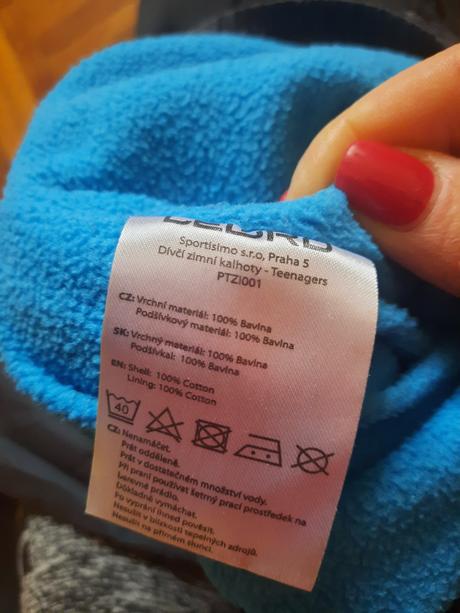 Sportisimo s.r.o, Praha 5
Dívčí zimní kalhoty - Teenagers
PTZI001
CZ: Vrchní materiál: 100% Bavlna
Podšívkový materiál: 100% Bavlna
SK: Vrchný materiál: 100% Bavlna
Podšívka: 100% Bavlna
EN: Shell: 100% Cotton
Lining: 100% Cotton
40
CZ: Nenamáčet.
Prát odděleně.
Prát v dostatečném množství vody.
Při praní používat šetrný prací prostředek na
barevné prádlo.
Důkladně vymáchat.
Po vyprání ihned pověsit.
Nesušit v blízkosti tepelných zdrojů.
Nesušit na přímém slunci.